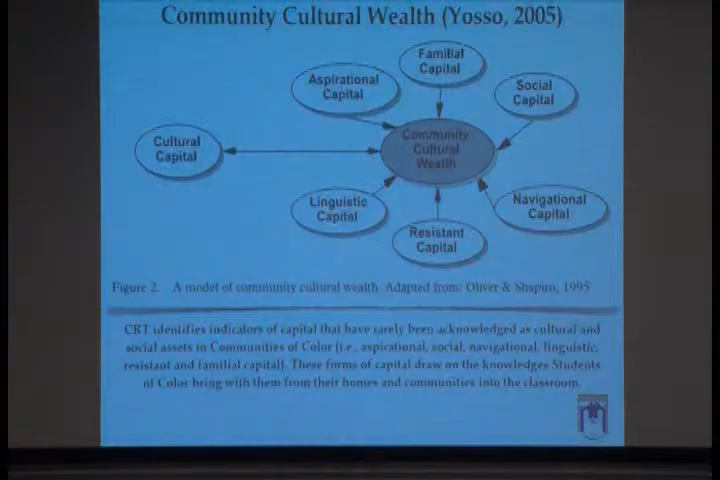 Community Cultural Wealth (Yosso, 2005)
Familial
Capital
Aspirational
Capital
Social
Capital
Cultural
Capital
Community
Cultural
Wealth
Linguistic
Capital
Navigational
Capital
Resistant
Capital
Figure 2. A model of community cultural wealth. Adapted from: Oliver & Shapiro, 1995
CRT identifies indicators of capital that have rarely been acknowledged as cultural and
social assets in Communities of Color (i.e., aspirational, social, navigational, linguistic,
resistant and familial capital). These forms of capital draw on the knowledges Students
of Color bring with them from their homes and communities into the classroom.